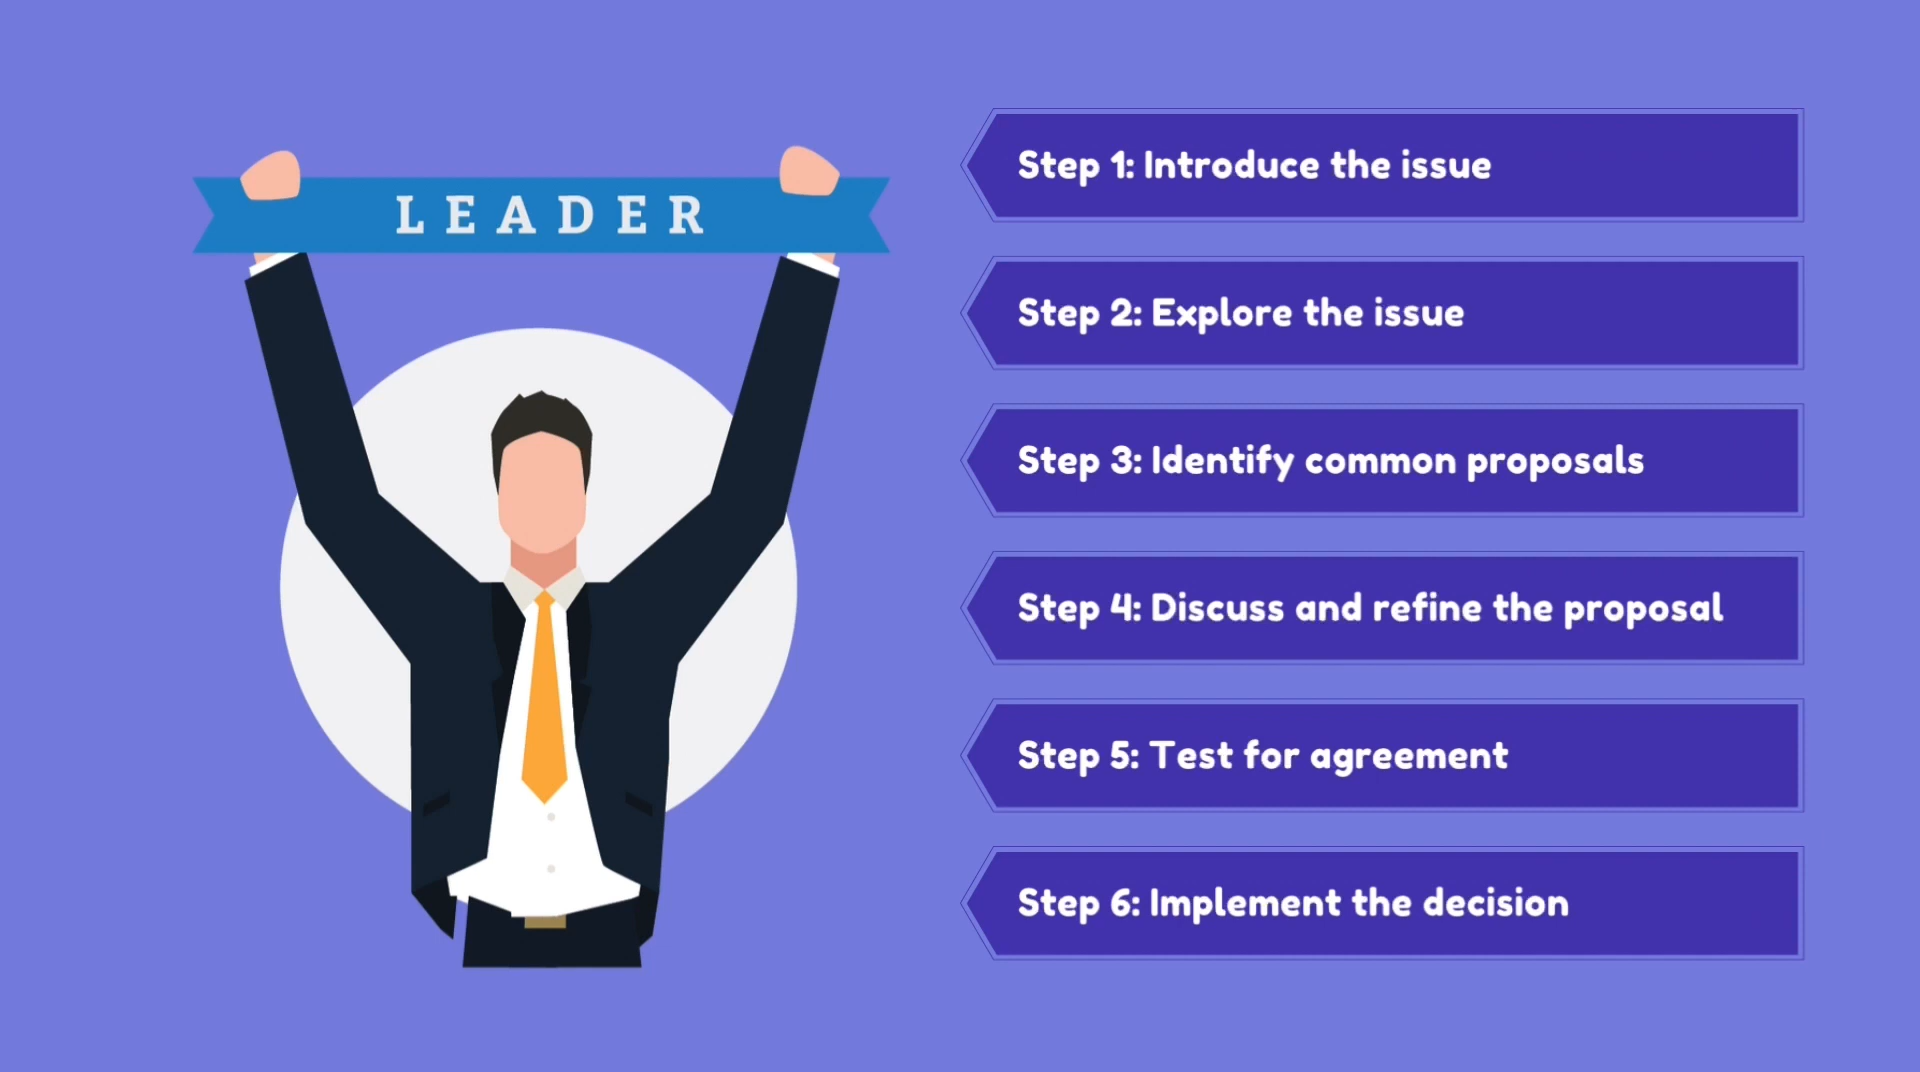 LEADER
Step 1: Introduce the issue
Step 2: Explore the issue
Step 3: Identify common proposals
Step 4: Discuss and refine the proposal
Step 5: Test for agreement
Step 6: Implement the decision